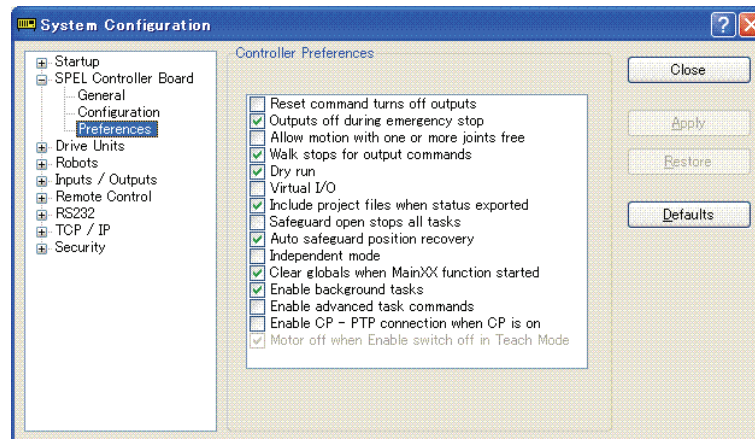 System Configuration
Startup
SPEL Controller Board
General
Configuration
Preferences
Drive Units
Robots
Inputs / Outputs
Remote Control
RS232
TCP / IP
Security
Controller Preferences
Reset command turns off outputs
Outputs off during emergency stop
Allow motion with one or more joints free
Walk stops for output commands
Dry run
Virtual I/O
Include project files when status exported
Safeguard open stops all tasks
Auto safeguard position recovery
Independent mode
Clear globals when MainXX function started
Enable background tasks
Enable advanced task commands
Enable CP - PTP connection when CP is on
Motor off when Enable switch off in Teach Mode
Close
Apply
Restore
Defaults